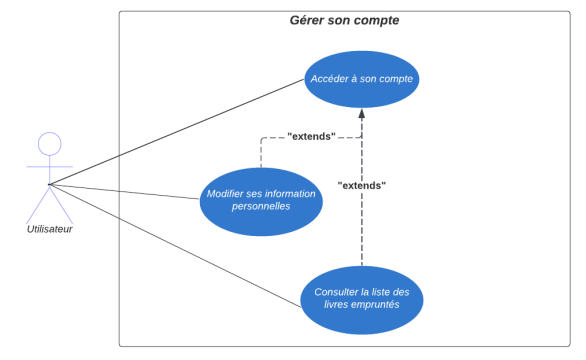 Gérer son compte
Accéder à son compte
"extends"
"extends"
Modifier ses information
personnelles
Utilisateur
Consulter la liste des
livres empruntés